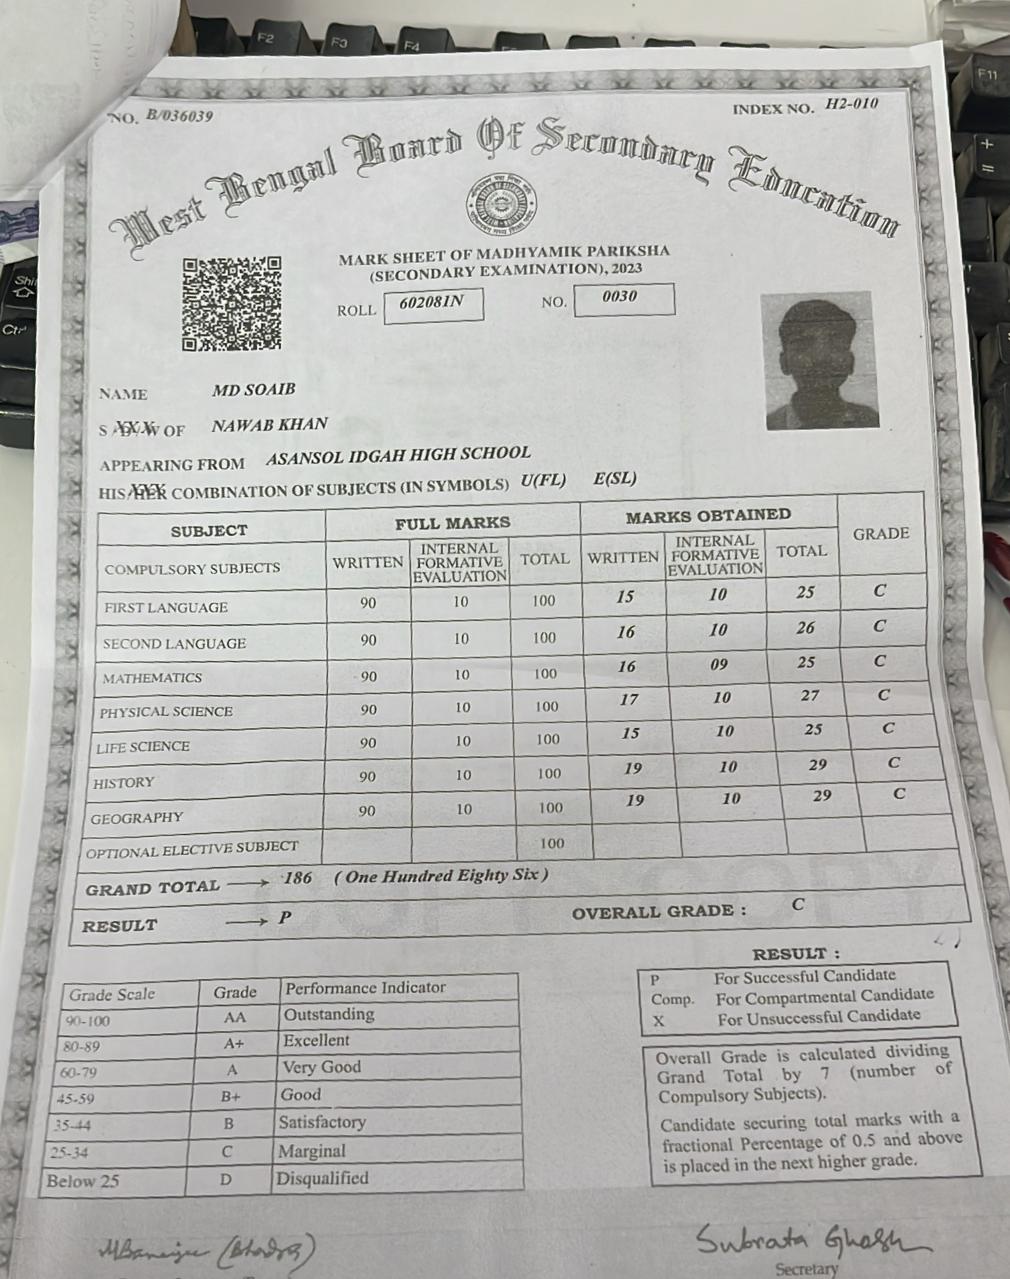 F2 F3 F4
F11
+
=
Shi
Ctr
NO. B/036039
INDEX NO. H2-010
West Bengal Board Of Secondary Education
MARK SHEET OF MADHYAMIK PARIKSHA
(SECONDARY EXAMINATION), 2023
ROLL 602081N NO. 0030
NAME MD SOAIB
S / OF NAWAB KHAN
APPEARING FROM ASANSOL IDGAH HIGH SCHOOL
HIS/HER COMBINATION OF SUBJECTS (IN SYMBOLS) U(FL) E(SL)
SUBJECT FULL MARKS MARKS OBTAINED GRADE
COMPULSORY SUBJECTS WRITTEN INTERNAL FORMATIVE EVALUATION TOTAL WRITTEN INTERNAL FORMATIVE EVALUATION TOTAL
FIRST LANGUAGE 90 10 100 15 10 25 C
SECOND LANGUAGE 90 10 100 16 10 26 C
MATHEMATICS 90 10 100 16 09 25 C
PHYSICAL SCIENCE 90 10 100 17 10 27 C
LIFE SCIENCE 90 10 100 15 10 25 C
HISTORY 90 10 100 19 10 29 C
GEOGRAPHY 90 10 100 19 10 29 C
OPTIONAL ELECTIVE SUBJECT 100
GRAND TOTAL → 186 (One Hundred Eighty Six)
RESULT → P OVERALL GRADE : C
Grade Scale Grade Performance Indicator
90-100 AA Outstanding
80-89 A+ Excellent
60-79 A Very Good
45-59 B+ Good
35-44 B Satisfactory
25-34 C Marginal
Below 25 D Disqualified
RESULT :
P For Successful Candidate
Comp. For Compartmental Candidate
X For Unsuccessful Candidate
Overall Grade is calculated dividing
Grand Total by 7 (number of
Compulsory Subjects).
Candidate securing total marks with a
fractional Percentage of 0.5 and above
is placed in the next higher grade.
Subrata Ghosh
Secretary